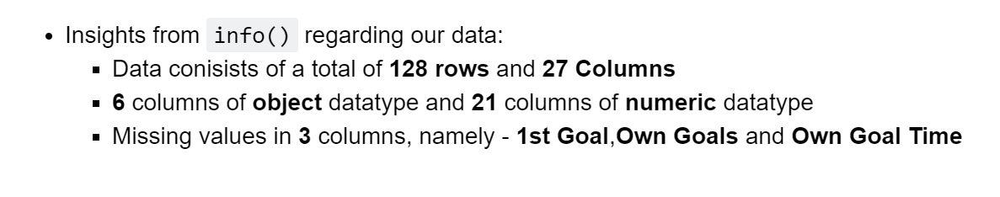 Insights from info() regarding our data:
Data conisists of a total of 128 rows and 27 Columns
6 columns of object datatype and 21 columns of numeric datatype
Missing values in 3 columns, namely - 1st Goal,Own Goals and Own Goal Time